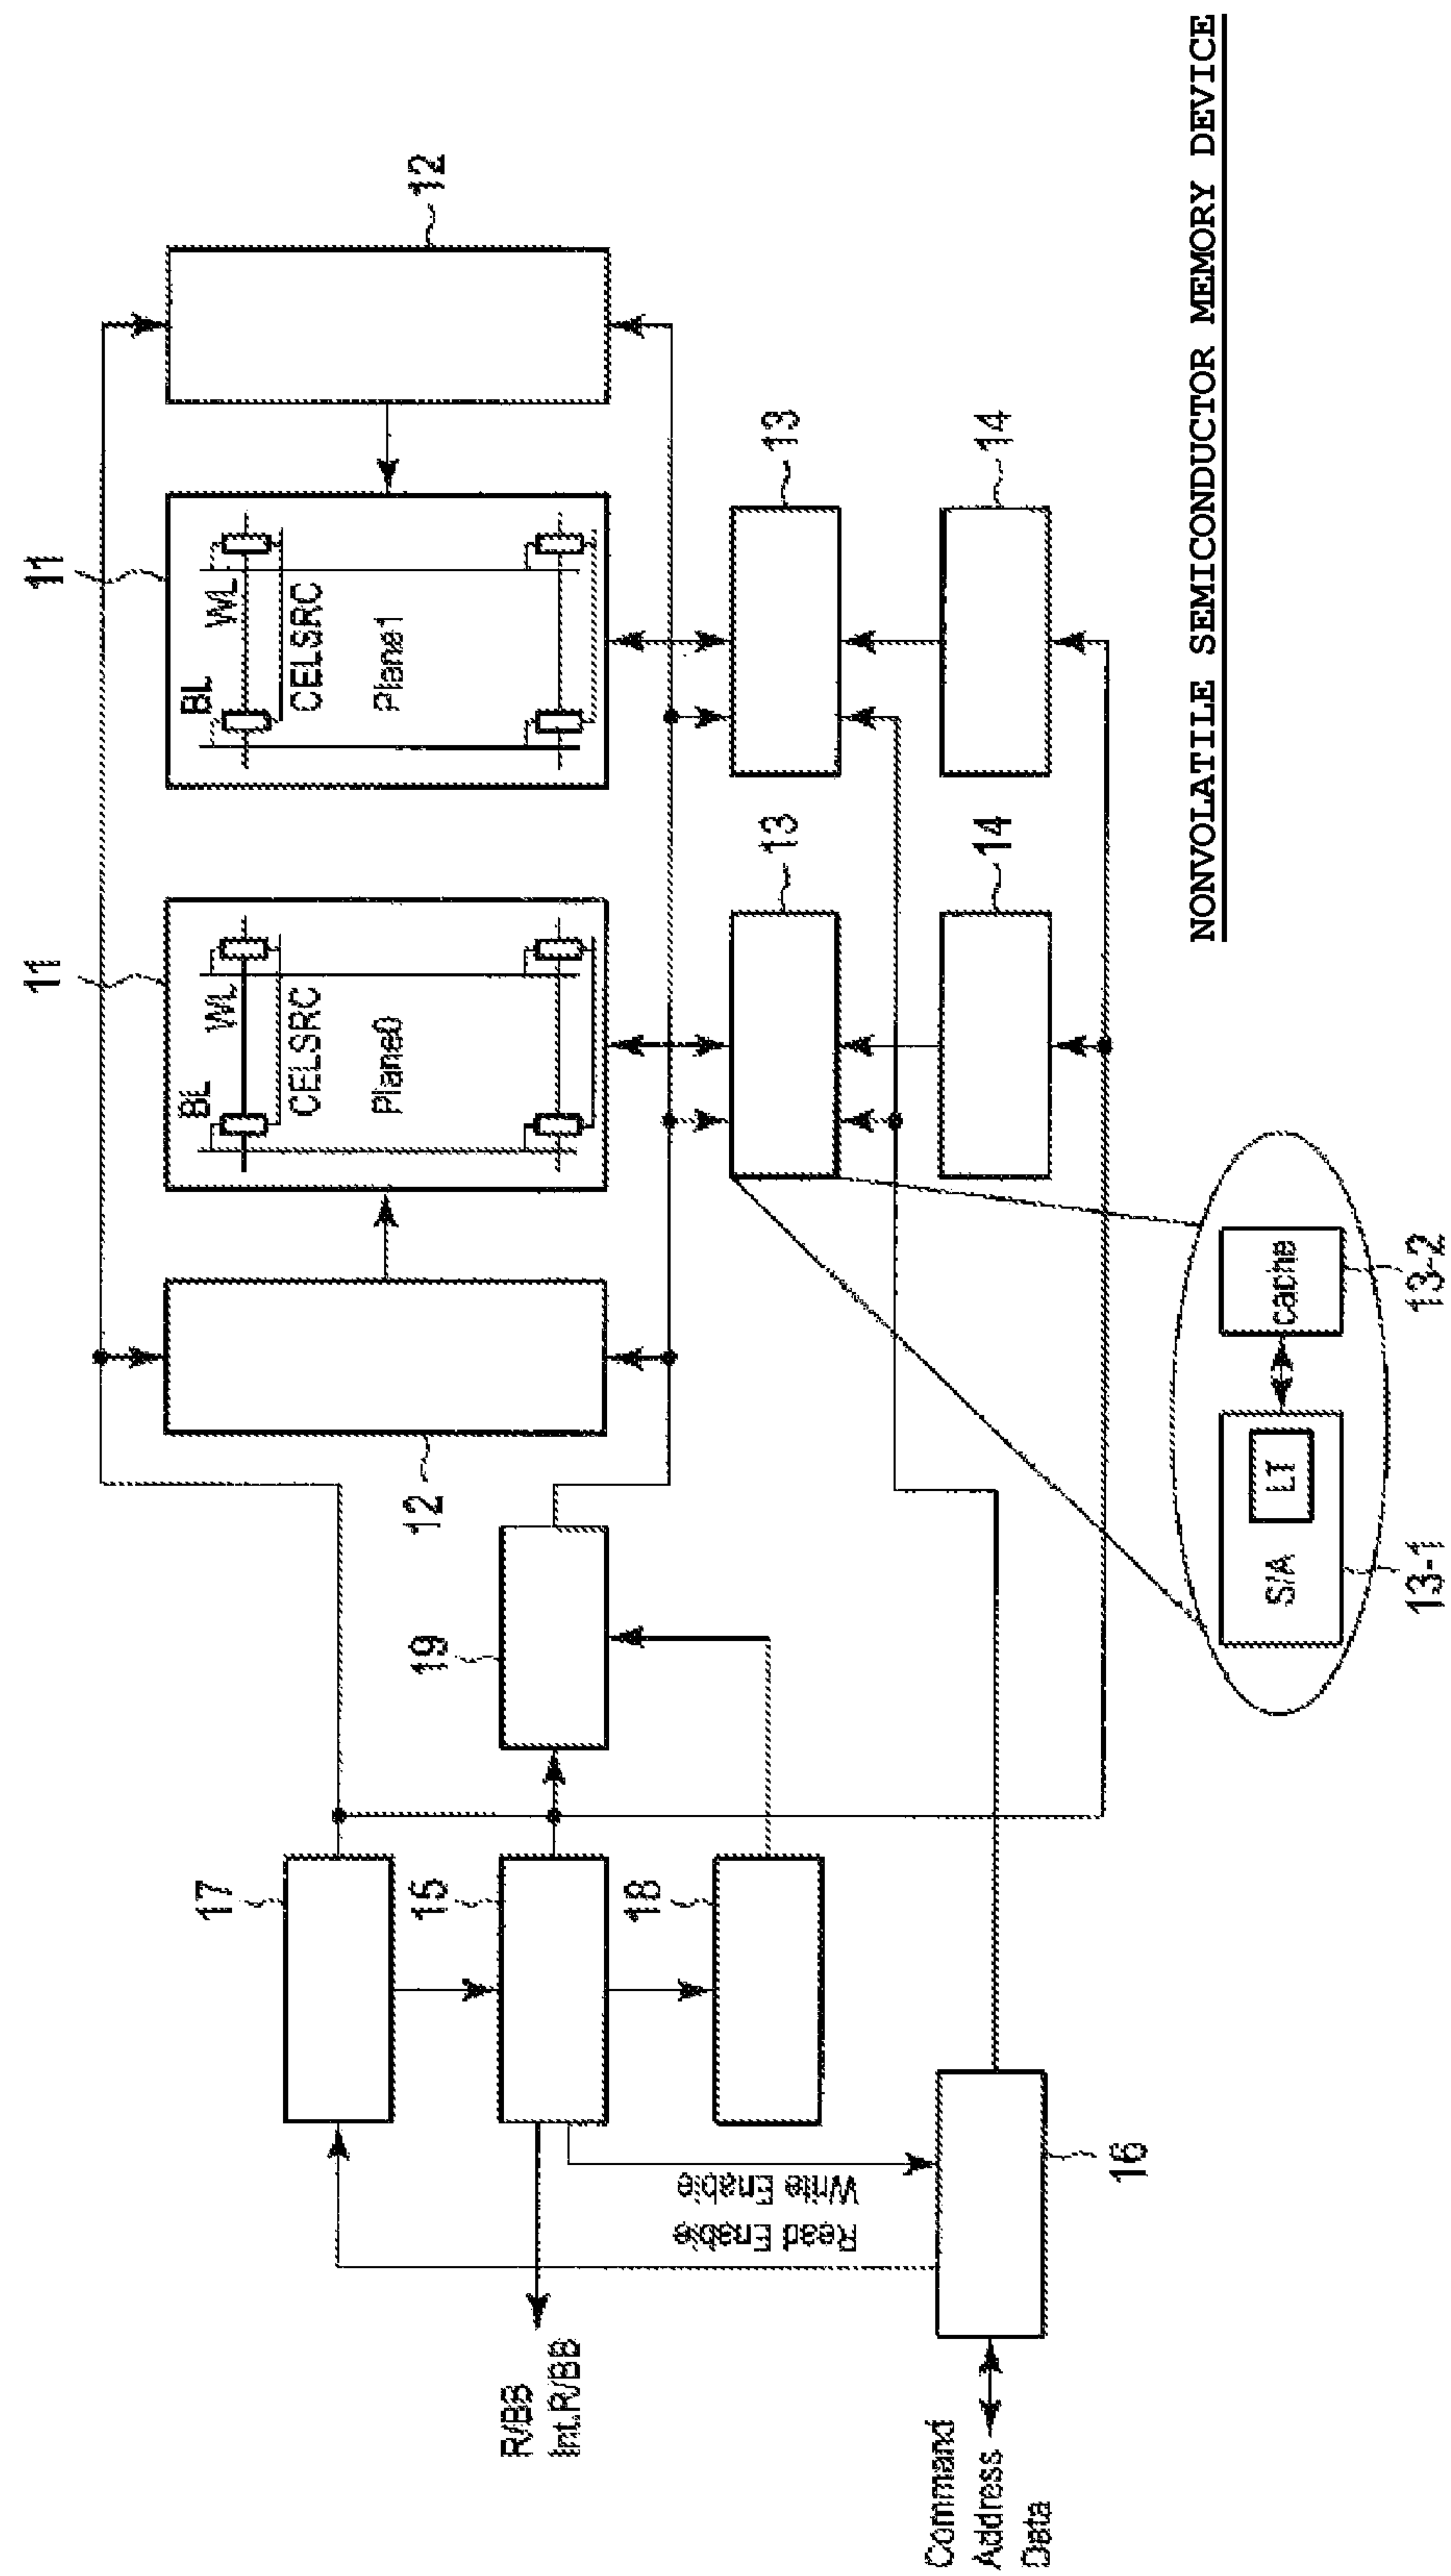 11
11
12
BL
WL
CELSRC
Plane0
BL
WL
CELSRC
Plane1
12
17
19
15
13
13
18
R/BB
Int.R/BB
Write Enable
Read Enable
14
14
Command
Address
Data
16
S/A
LT
cache
13-1
13-2
NONVOLATILE SEMICONDUCTOR MEMORY DEVICE